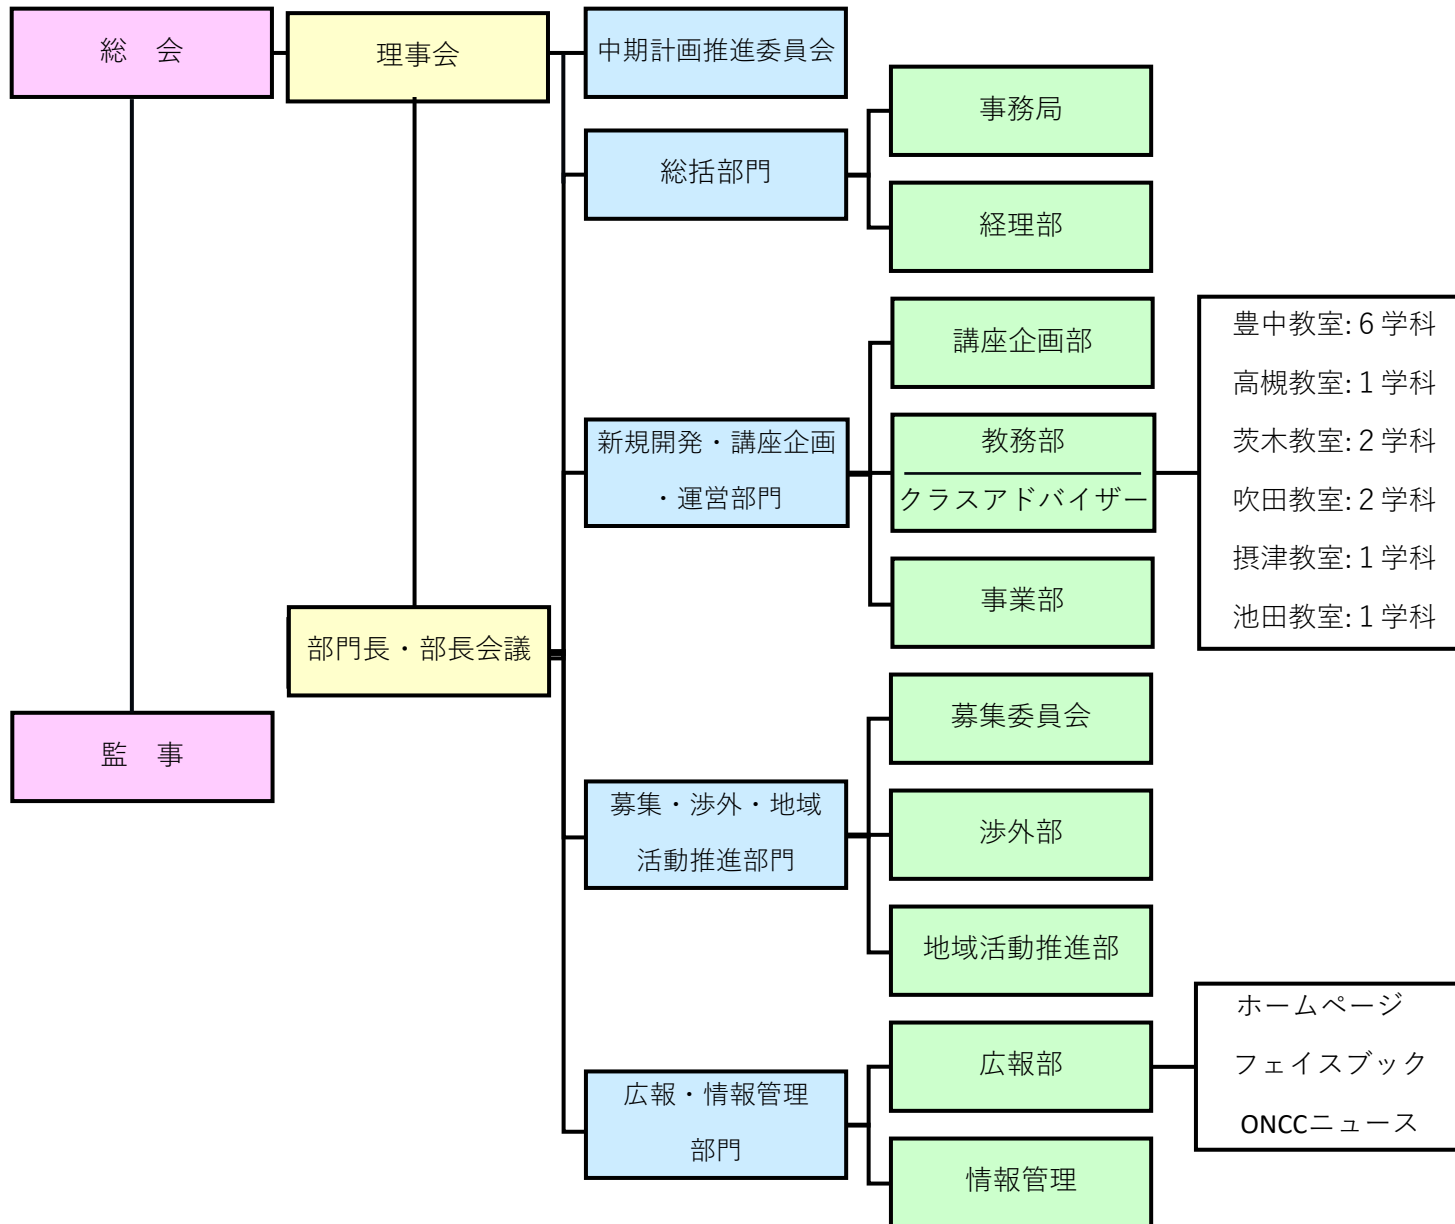 総　会
理事会
中期計画推進委員会
事務局
総括部門
経理部
講座企画部
新規開発・講座企画
・運営部門
教務部
クラスアドバイザー
事業部
豊中教室:６学科
高槻教室:１学科
茨木教室:２学科
吹田教室:２学科
摂津教室:１学科
池田教室:１学科
部門長・部長会議
監　事
募集委員会
募集・渉外・地域
活動推進部門
渉外部
地域活動推進部
広報部
広報・情報管理
部門
情報管理
ホームページ
フェイスブック
ONCCニュース